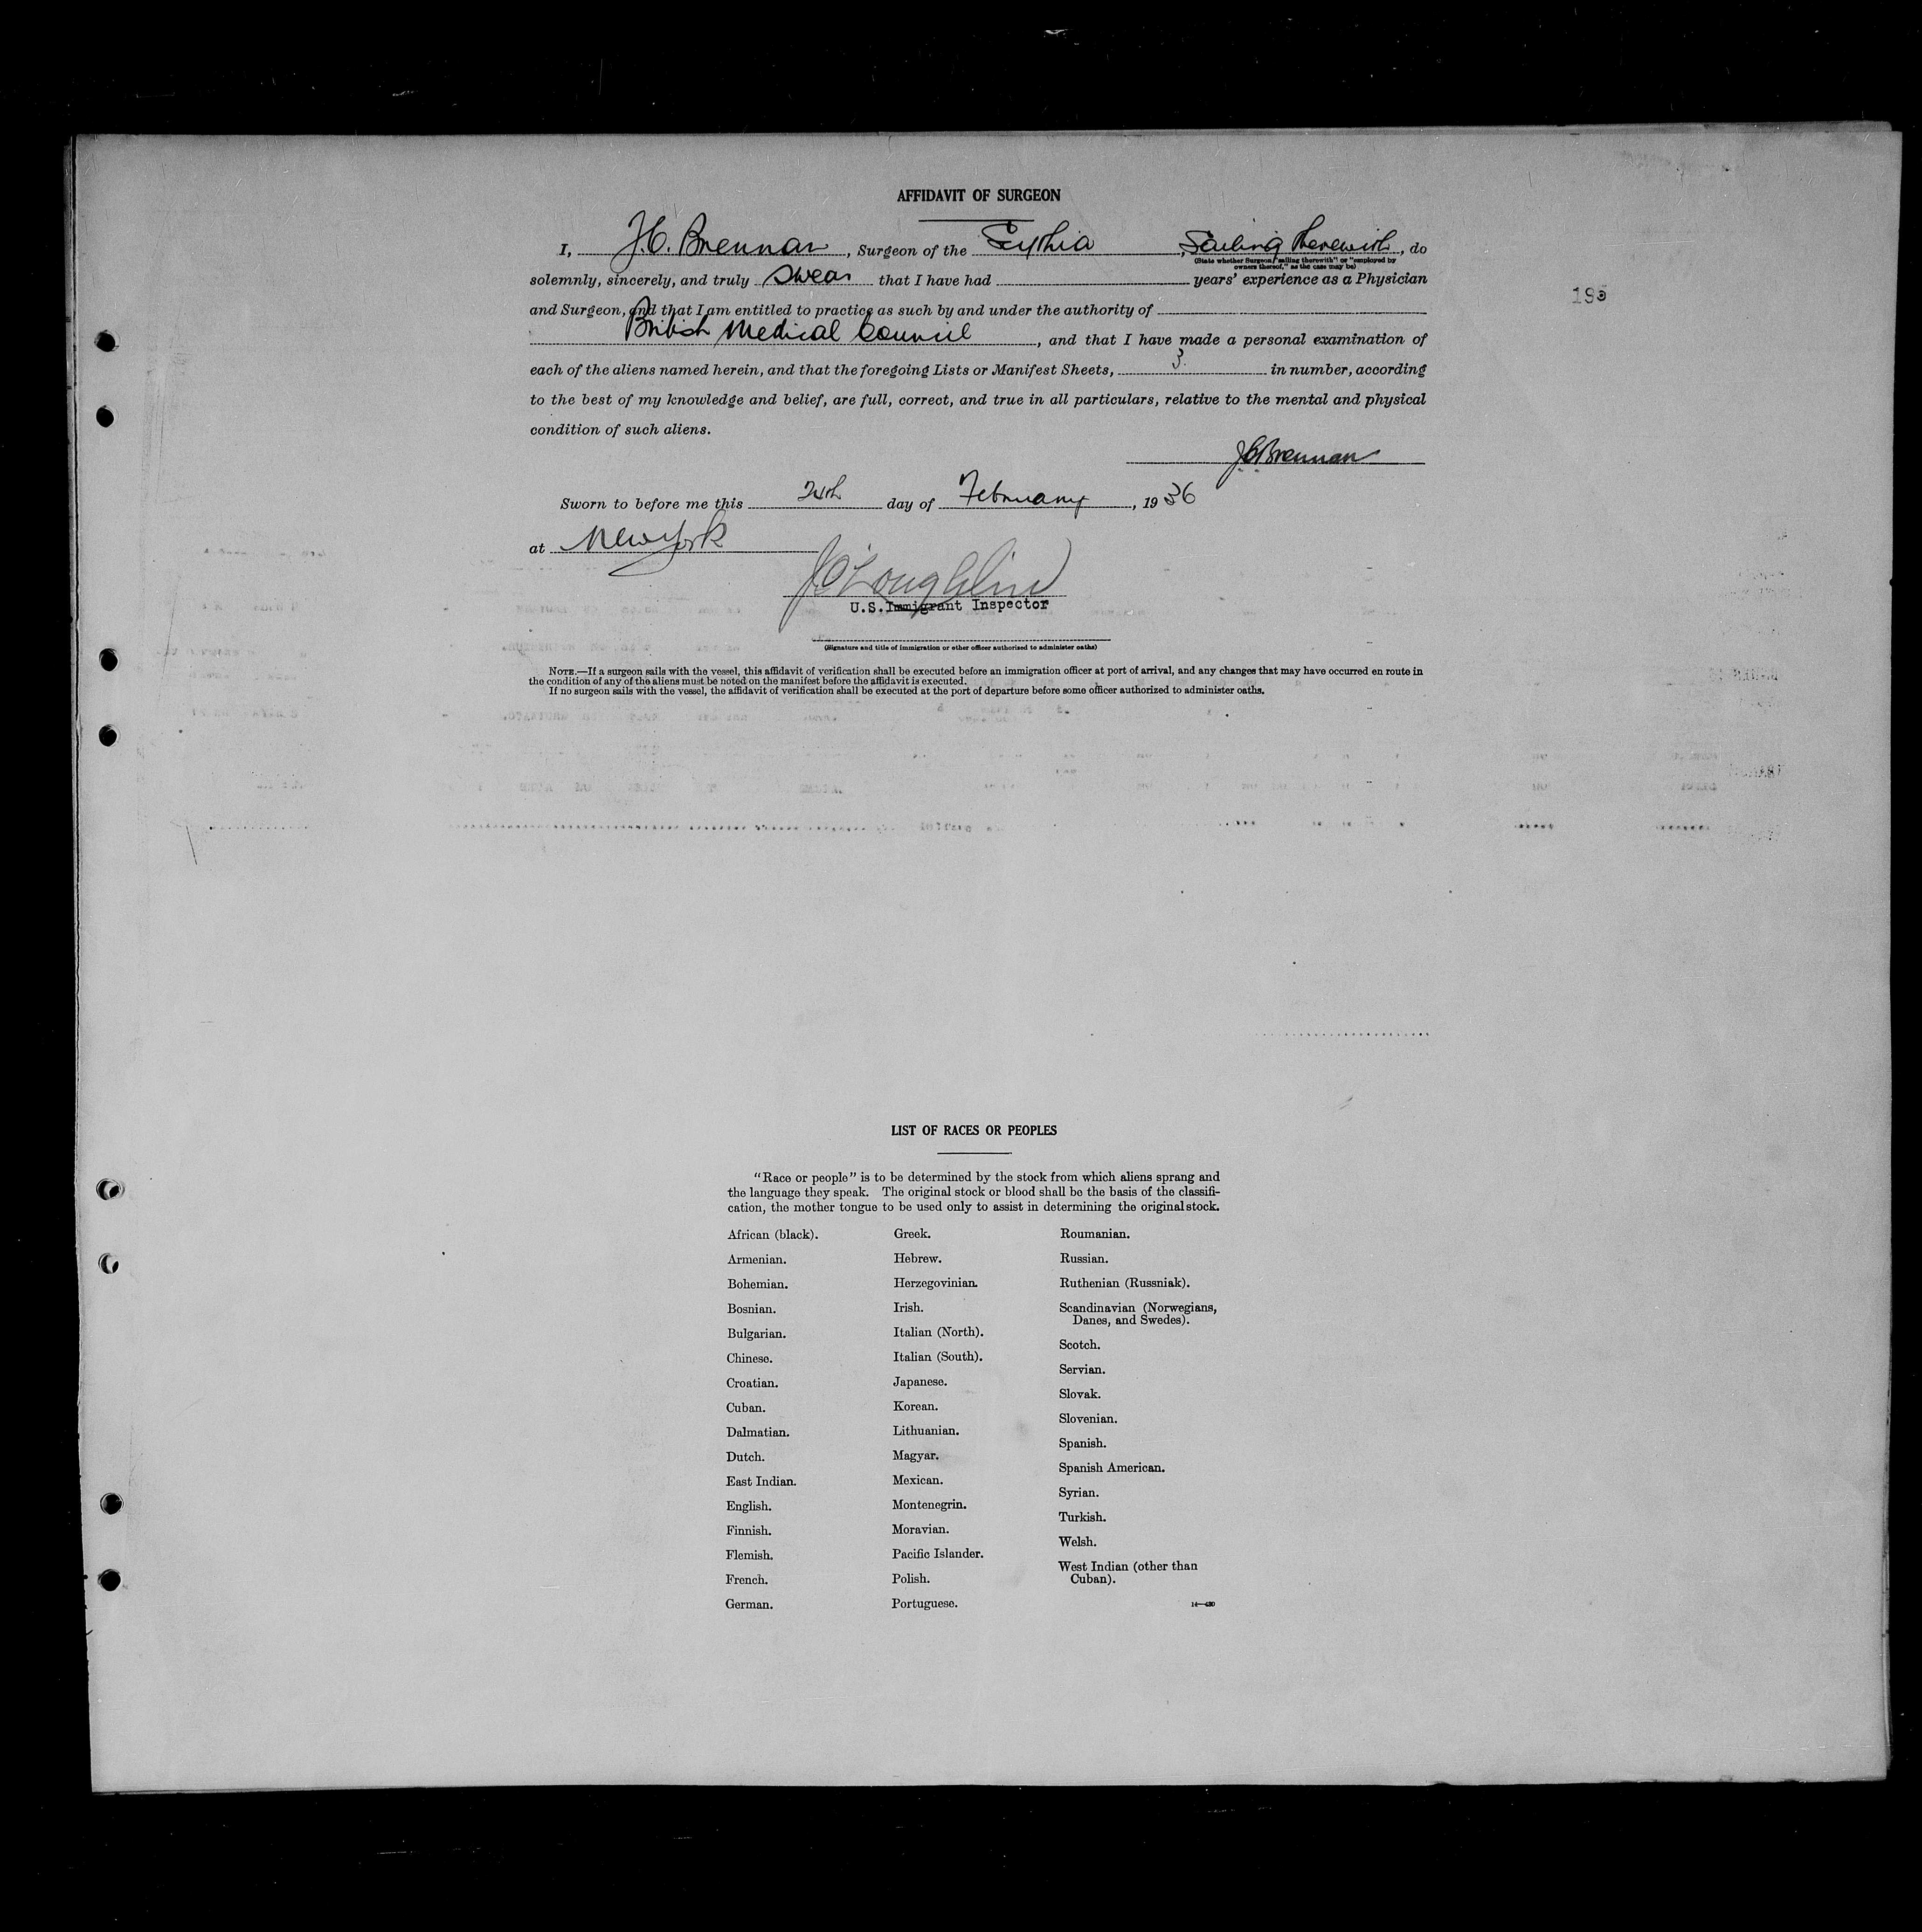 AFFIDAVIT OF SURGEON
I, J.C. Brennan, Surgeon of the Scythia, Sailing therewith, do
(State whether Surgeon "sailing therewith" or "employed by
owners thereof," as the case may be)
solemnly, sincerely, and truly swear that I have had years' experience as a Physician
195
and Surgeon, and that I am entitled to practice as such by and under the authority of
British Medical Council, and that I have made a personal examination of
each of the aliens named herein, and that the foregoing Lists or Manifest Sheets, 3. in number, according
to the best of my knowledge and belief, are full, correct, and true in all particulars, relative to the mental and physical
condition of such aliens.
J.C. Brennan
Sworn to before me this day of February, 1936
at New York
J O'Loughlin
U.S. Immigrant Inspector
(Signature and title of immigration or other officer authorized to administer oaths)
NOTE.—If a surgeon sails with the vessel, this affidavit of verification shall be executed before an immigration officer at port of arrival, and any changes that may have occurred en route in
the condition of any of the aliens must be noted on the manifest before the affidavit is executed.
If no surgeon sails with the vessel, the affidavit of verification shall be executed at the port of departure before some officer authorized to administer oaths.
LIST OF RACES OR PEOPLES
"Race or people" is to be determined by the stock from which aliens sprang and
the language they speak. The original stock or blood shall be the basis of the classifi-
cation, the mother tongue to be used only to assist in determining the original stock.
African (black).
Armenian.
Bohemian.
Bosnian.
Bulgarian.
Chinese.
Croatian.
Cuban.
Dalmatian.
Dutch.
East Indian.
English.
Finnish.
Flemish.
French.
German.
Greek.
Hebrew.
Herzegovinian.
Irish.
Italian (North).
Italian (South).
Japanese.
Korean.
Lithuanian.
Magyar.
Mexican.
Montenegrin.
Moravian.
Pacific Islander.
Polish.
Portuguese.
Roumanian.
Russian.
Ruthenian (Russniak).
Scandinavian (Norwegians,
Danes, and Swedes).
Scotch.
Servian.
Slovak.
Slovenian.
Spanish.
Spanish American.
Syrian.
Turkish.
Welsh.
West Indian (other than
Cuban).